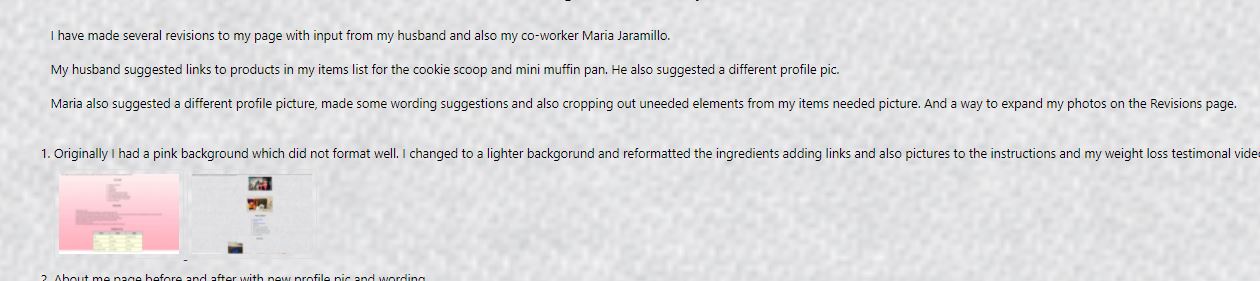 I have made several revisions to my page with input from my husband and also my co-worker Maria Jaramillo.
My husband suggested links to products in my items list for the cookie scoop and mini muffin pan. He also suggested a different profile pic.
Maria also suggested a different profile picture, made some wording suggestions and also cropping out uneeded elements from my items needed picture. And a way to expand my photos on the Revisions page.
1. Originally I had a pink background which did not format well. I changed to a lighter backgorund and reformatted the ingredients adding links and also pictures to the instructions and my weight loss testimonal
2. About me page before and after with new profile pic and wording